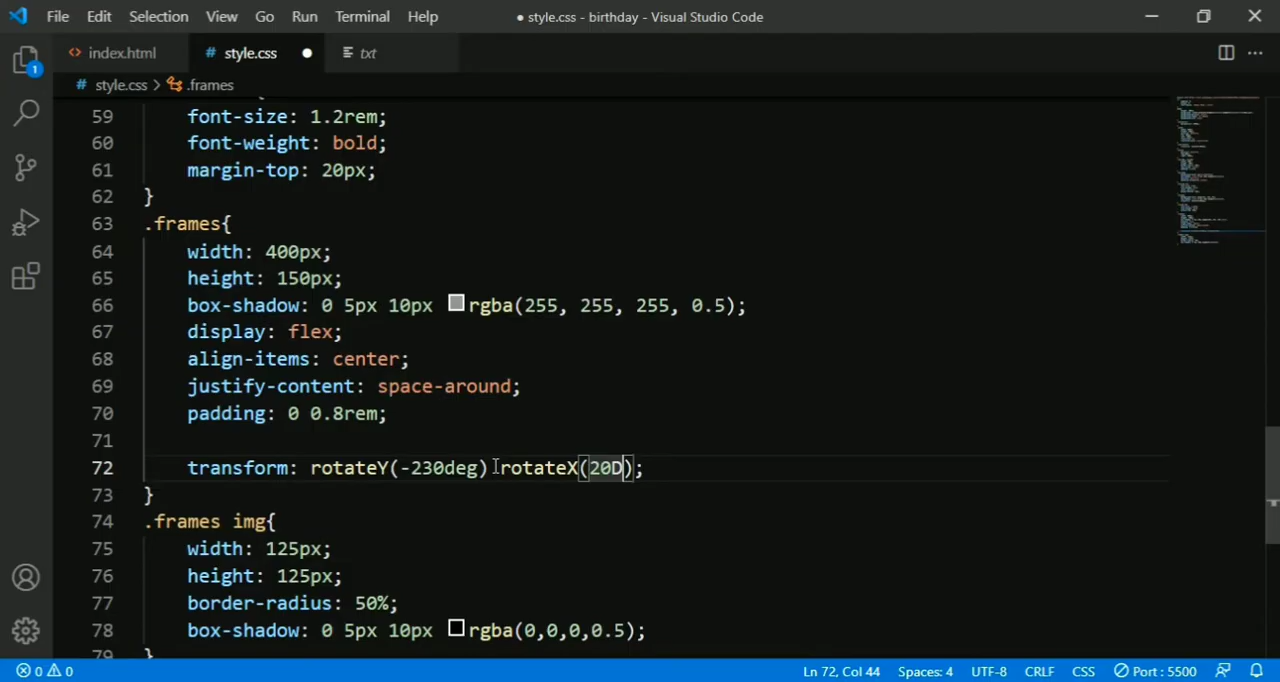 File Edit Selection View Go Run Terminal Help ● style.css - birthday - Visual Studio Code
<> index.html # style.css ● txt
1
# style.css > .frames
59 font-size: 1.2rem;
60 font-weight: bold;
61 margin-top: 20px;
62 }
63 .frames{
64 width: 400px;
65 height: 150px;
66 box-shadow: 0 5px 10px rgba(255, 255, 255, 0.5);
67 display: flex;
68 align-items: center;
69 justify-content: space-around;
70 padding: 0 0.8rem;
71
72 transform: rotateY(-230deg) rotateX(20D);
73 }
74 .frames img{
75 width: 125px;
76 height: 125px;
77 border-radius: 50%;
78 box-shadow: 0 5px 10px rgba(0,0,0,0.5);
79 }
0 0 Ln 72, Col 44 Spaces: 4 UTF-8 CRLF CSS Port : 5500